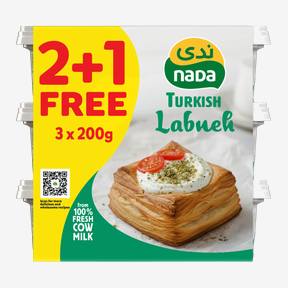 2+1
FREE
3 x 200g
ندى
nada
TURKISH
Labneh
from
100%
FRESH
COW
MILK